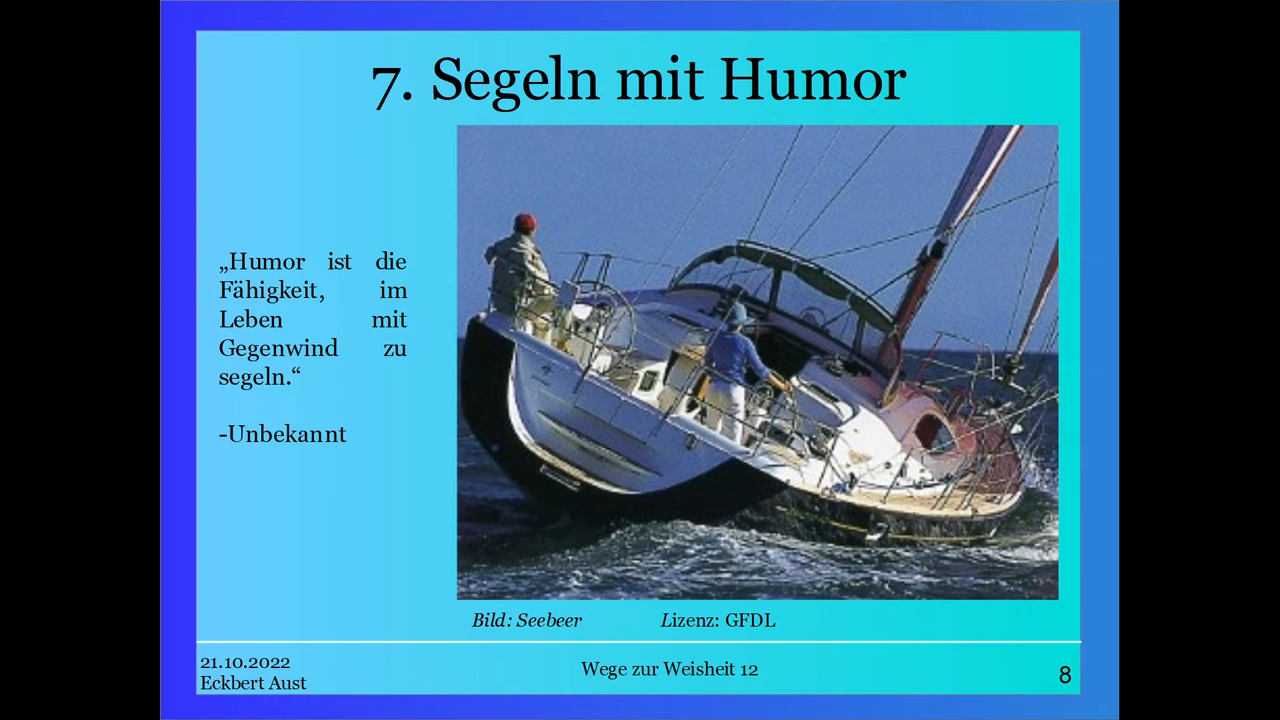 7. Segeln mit Humor
„Humor ist die
Fähigkeit, im
Leben mit
Gegenwind zu
segeln.“
-Unbekannt
Bild: Seebeer Lizenz: GFDL
21.10.2022
Eckbert Aust
Wege zur Weisheit 12
8